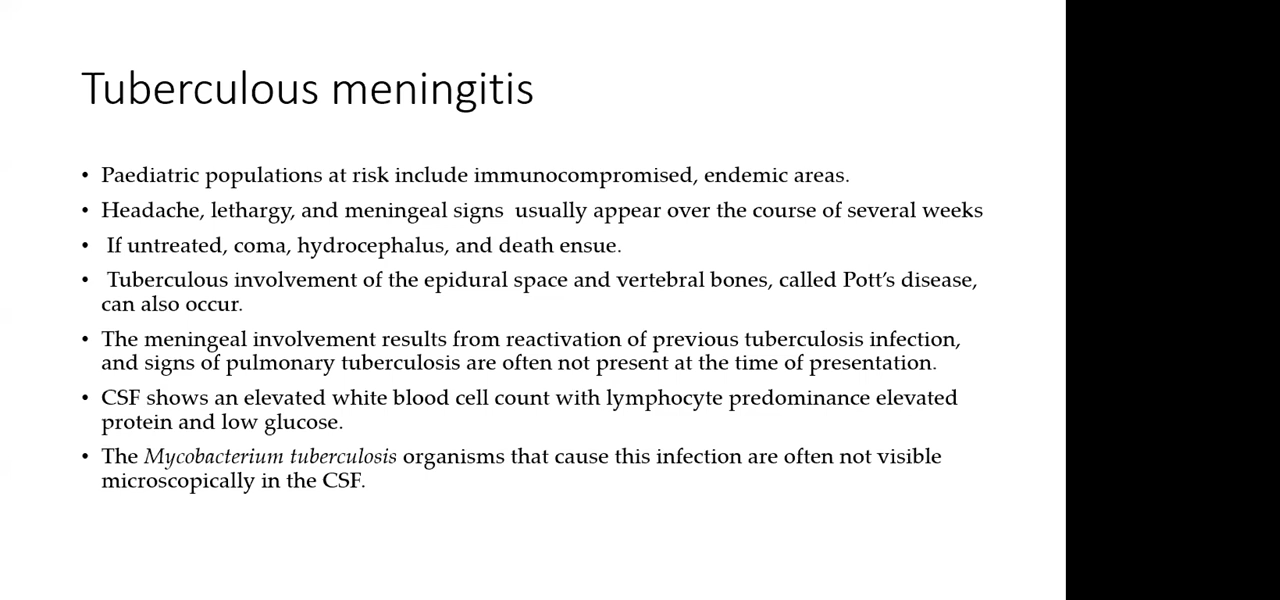 Tuberculous meningitis
• Paediatric populations at risk include immunocompromised, endemic areas.
• Headache, lethargy, and meningeal signs  usually appear over the course of several weeks
•  If untreated, coma, hydrocephalus, and death ensue.
•  Tuberculous involvement of the epidural space and vertebral bones, called Pott’s disease,
can also occur.
• The meningeal involvement results from reactivation of previous tuberculosis infection,
and signs of pulmonary tuberculosis are often not present at the time of presentation.
• CSF shows an elevated white blood cell count with lymphocyte predominance elevated
protein and low glucose.
• The Mycobacterium tuberculosis organisms that cause this infection are often not visible
microscopically in the CSF.